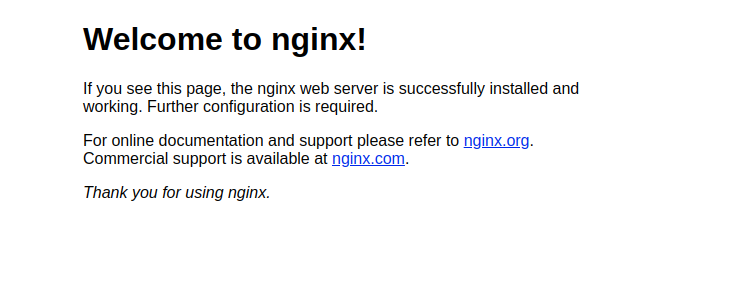 Welcome to nginx!
If you see this page, the nginx web server is successfully installed and
working. Further configuration is required.
For online documentation and support please refer to nginx.org.
Commercial support is available at nginx.com.
Thank you for using nginx.